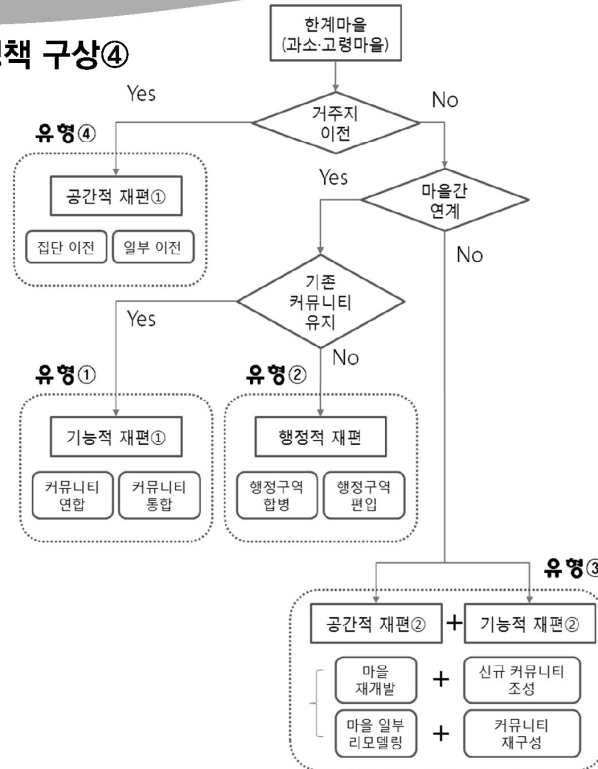 책 구상④
한계마을
(과소·고령마을)
거주지
이전
Yes
No
유형④
공간적 재편①
집단 이전
일부 이전
마을간
연계
Yes
No
기존
커뮤니티
유지
Yes
No
유형①
기능적 재편①
커뮤니티
연합
커뮤니티
통합
유형②
행정적 재편
행정구역
합병
행정구역
편입
유형③
공간적 재편②
+
기능적 재편②
마을
재개발
+
신규 커뮤니티
조성
마을 일부
리모델링
+
커뮤니티
재구성